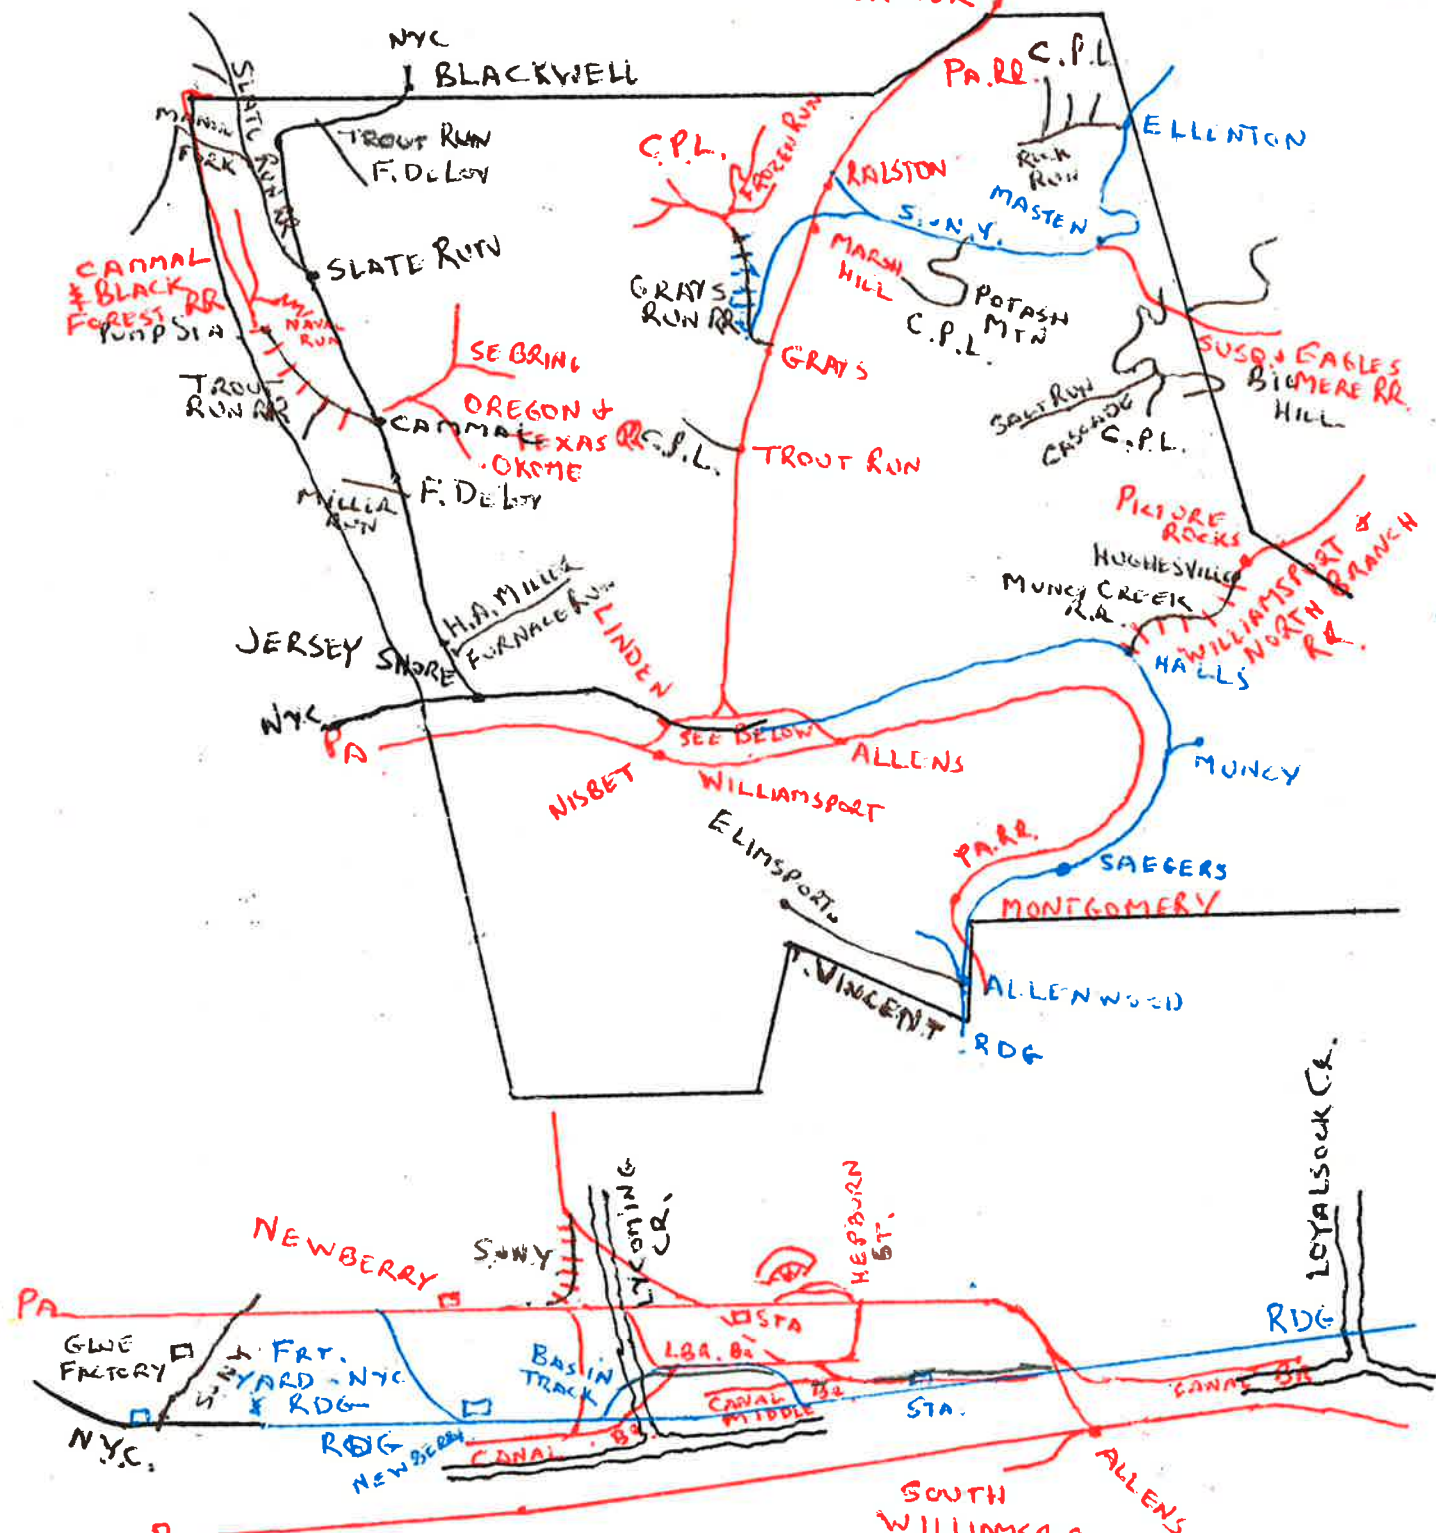 NYC
BLACKWELL
PA.RR.
C.P.L
SLATE RUN RR
TROUT RUN
F. DeLoy
C.P.L.
FROZEN RUN
RALSTON
ROCK
RUN
ELLENTON
FORK
MASTEN
S. & N.Y.
CAMMAL
& BLACK
FOREST RR
PUMP STA.
NAVAL
RUN
SLATE RUN
GRAYS
RUN RR
MARSH
HILL
POTASH
MTN
C.P.L.
GRAYS
SUSQ. & EAGLES
MERE RR.
BIG
HILL.
TROUT
RUN RR
SEBRING
OREGON &
TEXAS RR
OKOME
CAMMAL
C.P.L.
TROUT RUN
SALT RUN
CASCADE
C.P.L.
MILLER
RUN
F. DeLoy
PICTURE
ROCKS
HUGHESVILLE
MUNCY CREEK
R.R.
WILLIAMSPORT &
NORTH BRANCH
RR.
JERSEY SHORE
H.A. MILLER
FURNACE RUN
LINDEN
HALLS
NYC
PA
SEE BELOW
ALLENS
MUNCY
NISBET
WILLIAMSPORT
ELIMSPORT
PA.RR.
SAEGERS
MONTGOMERY
T. VINCENT
ALLENWOOD
RDG
LOYALSOCK CR.
NEWBERRY
S & N Y
LYCOMING
CR.
HEPBURN
ST.
PA
STA
RDG
GLUE
FACTORY
S & NY
FRT.
YARD - NYC
& RDG
BASIN
TRACK
LBR. BR
CANAL BR
MIDDLE
STA.
CANAL BR
N.Y.C.
RDG
NEWBERRY
CANAL BR
SOUTH
ALLENS